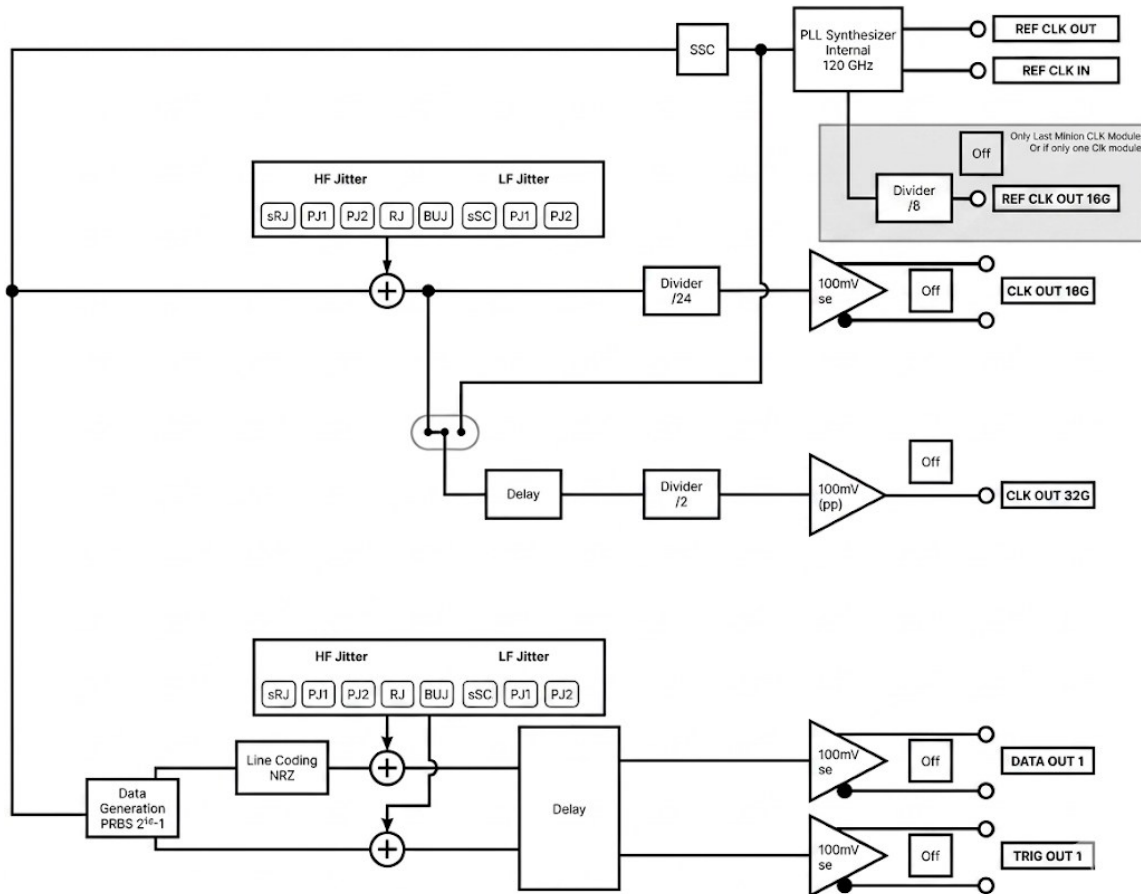 SSC
PLL Synthesizer
Internal
120 GHz
REF CLK OUT
REF CLK IN
Only Last Minion CLK Module
Or if only one Clk module
Off
Divider
/8
REF CLK OUT 16G
HF Jitter LF Jitter
sRJ PJ1 PJ2 RJ BUJ sSC PJ1 PJ2
+
Divider
/24
100mV
se
Off
CLK OUT 16G
Delay
Divider
/2
100mV
(pp)
Off
CLK OUT 32G
HF Jitter LF Jitter
sRJ PJ1 PJ2 RJ BUJ sSC PJ1 PJ2
Line Coding
NRZ
+
Data
Generation
PRBS
+
Delay
100mV
se
Off
DATA OUT 1
100mV
se
Off
TRIG OUT 1